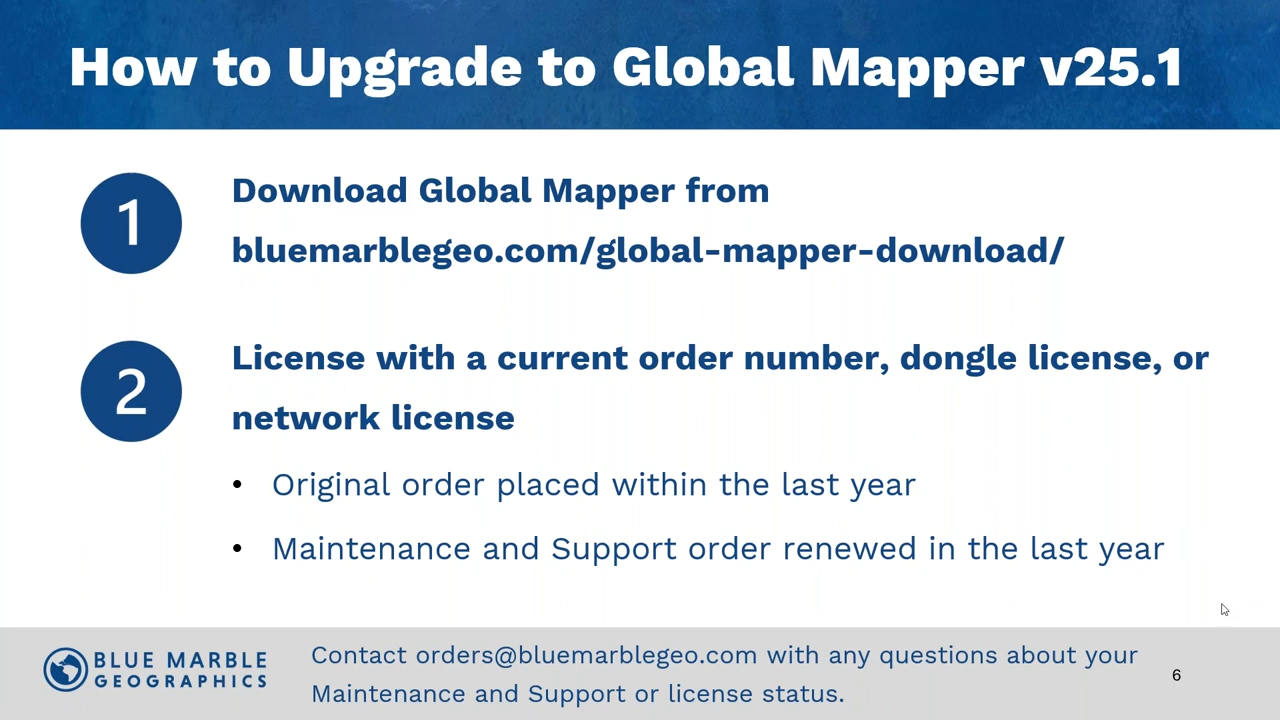 How to Upgrade to Global Mapper v25.1
1
Download Global Mapper from
bluemarblegeo.com/global-mapper-download/
2
License with a current order number, dongle license, or
network license
• Original order placed within the last year
• Maintenance and Support order renewed in the last year
BLUE MARBLE
GEOGRAPHICS
Contact orders@bluemarblegeo.com with any questions about your
Maintenance and Support or license status.
6